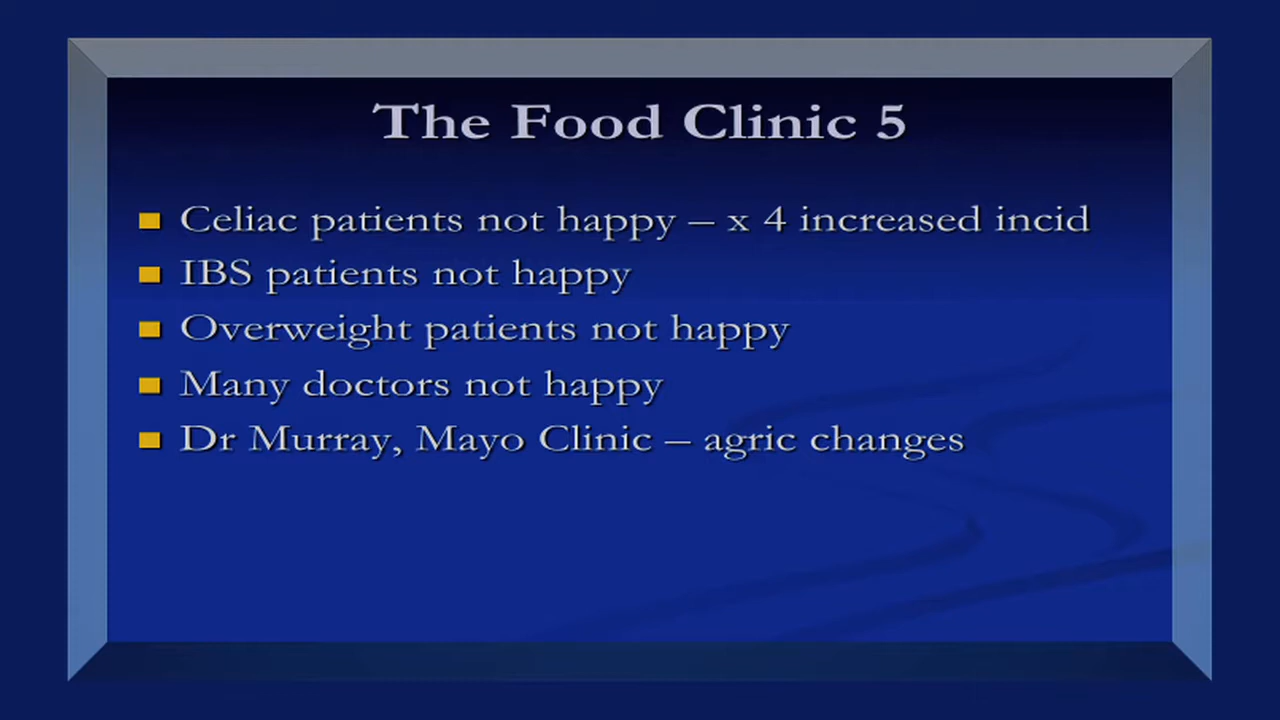 The Food Clinic 5
Celiac patients not happy – x 4 increased incid
IBS patients not happy
Overweight patients not happy
Many doctors not happy
Dr Murray, Mayo Clinic – agric changes